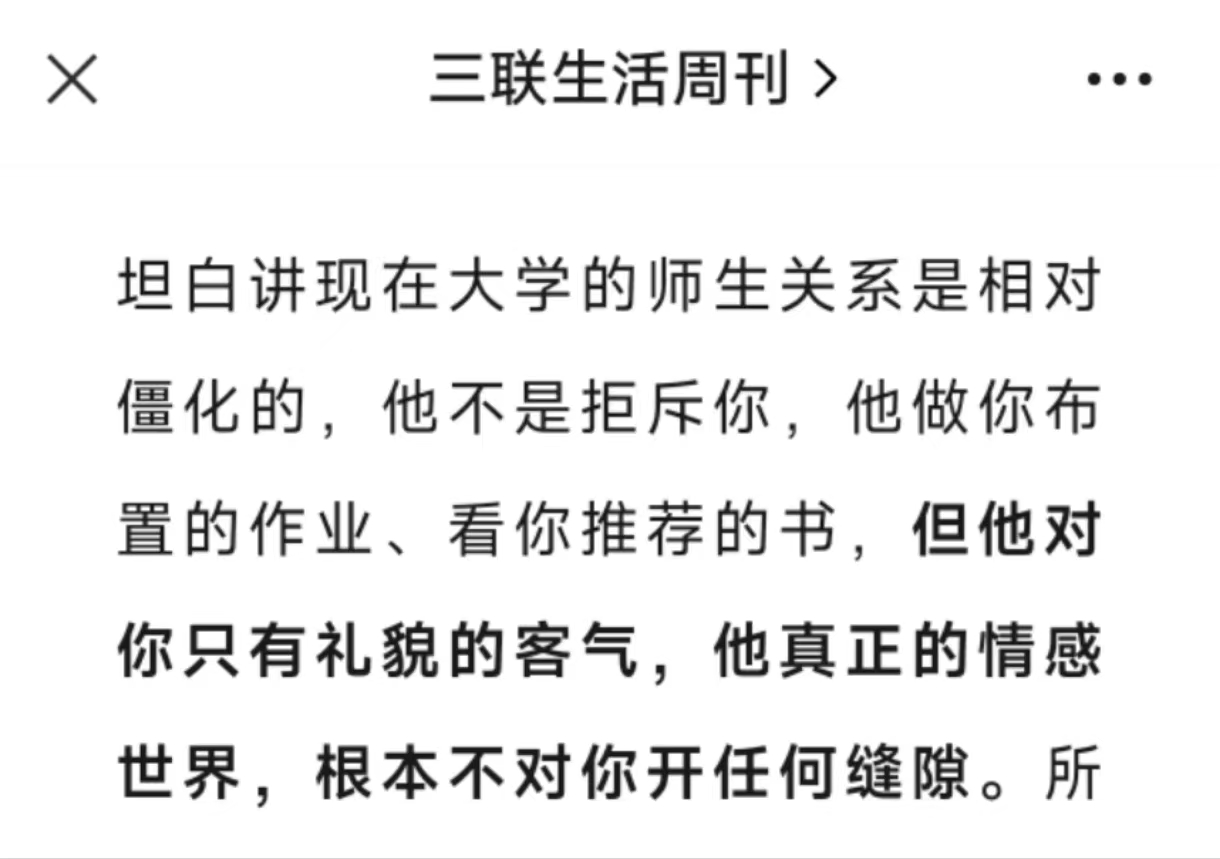 三联生活周刊 >
坦白讲现在大学的师生关系是相对
僵化的，他不是拒斥你，他做你布
置的作业、看你推荐的书，但他对
你只有礼貌的客气，他真正的情感
世界，根本不对你开任何缝隙。所